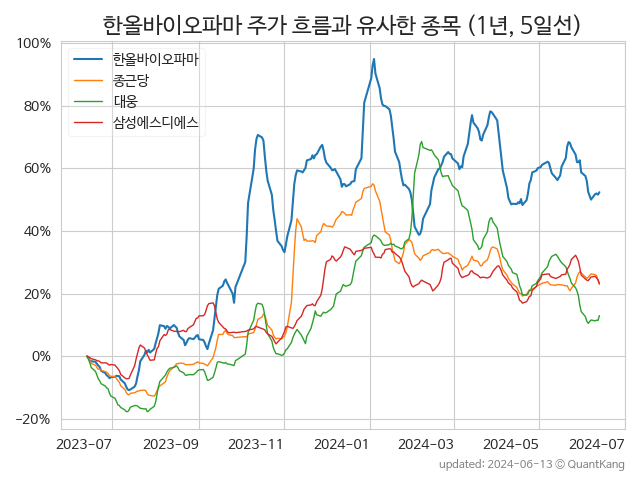 한올바이오파마 주가 흐름과 유사한 종목 (1년, 5일선)
100%
80%
60%
40%
20%
0%
−20%
한올바이오파마
종근당
대웅
삼성에스디에스
2023-07
2023-09
2023-11
2024-01
2024-03
2024-05
2024-07
updated: 2024-06-13 ⓒ QuantKang